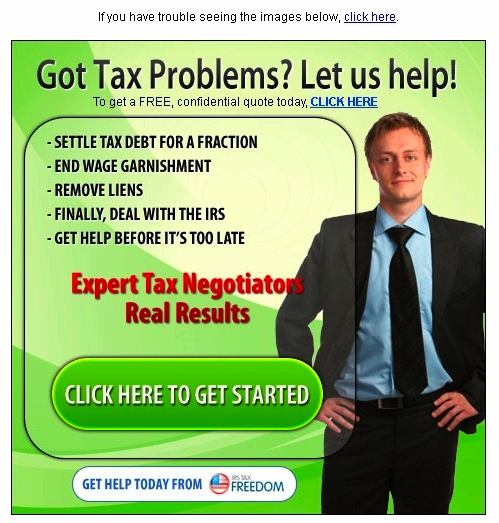 If you have trouble seeing the images below, click here.
Got Tax Problems? Let us help!
To get a FREE, confidential quote today, CLICK HERE
- SETTLE TAX DEBT FOR A FRACTION
- END WAGE GARNISHMENT
- REMOVE LIENS
- FINALLY, DEAL WITH THE IRS
- GET HELP BEFORE IT'S TOO LATE
Expert Tax Negotiators
Real Results
CLICK HERE TO GET STARTED
GET HELP TODAY FROM IRS TAX
FREEDOM